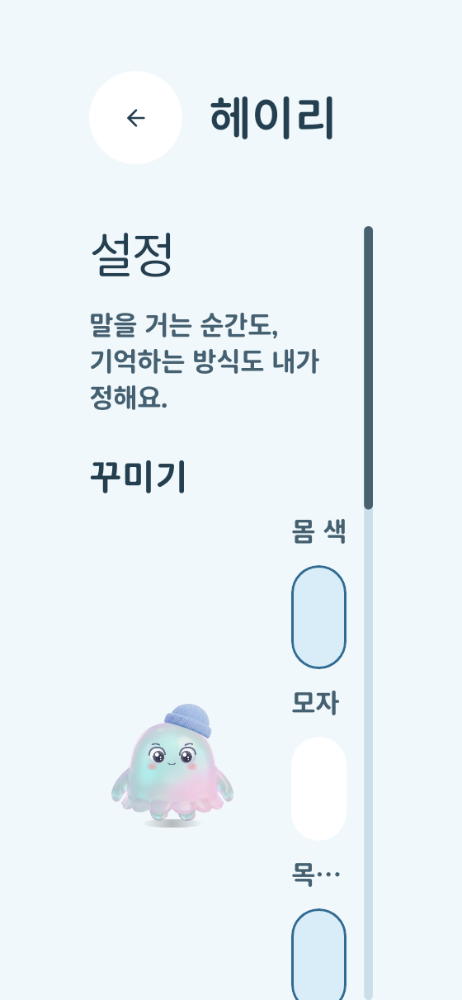 헤이리
설정
말을 거는 순간도,
기억하는 방식도 내가
정해요.
꾸미기
몸 색
모자
목…